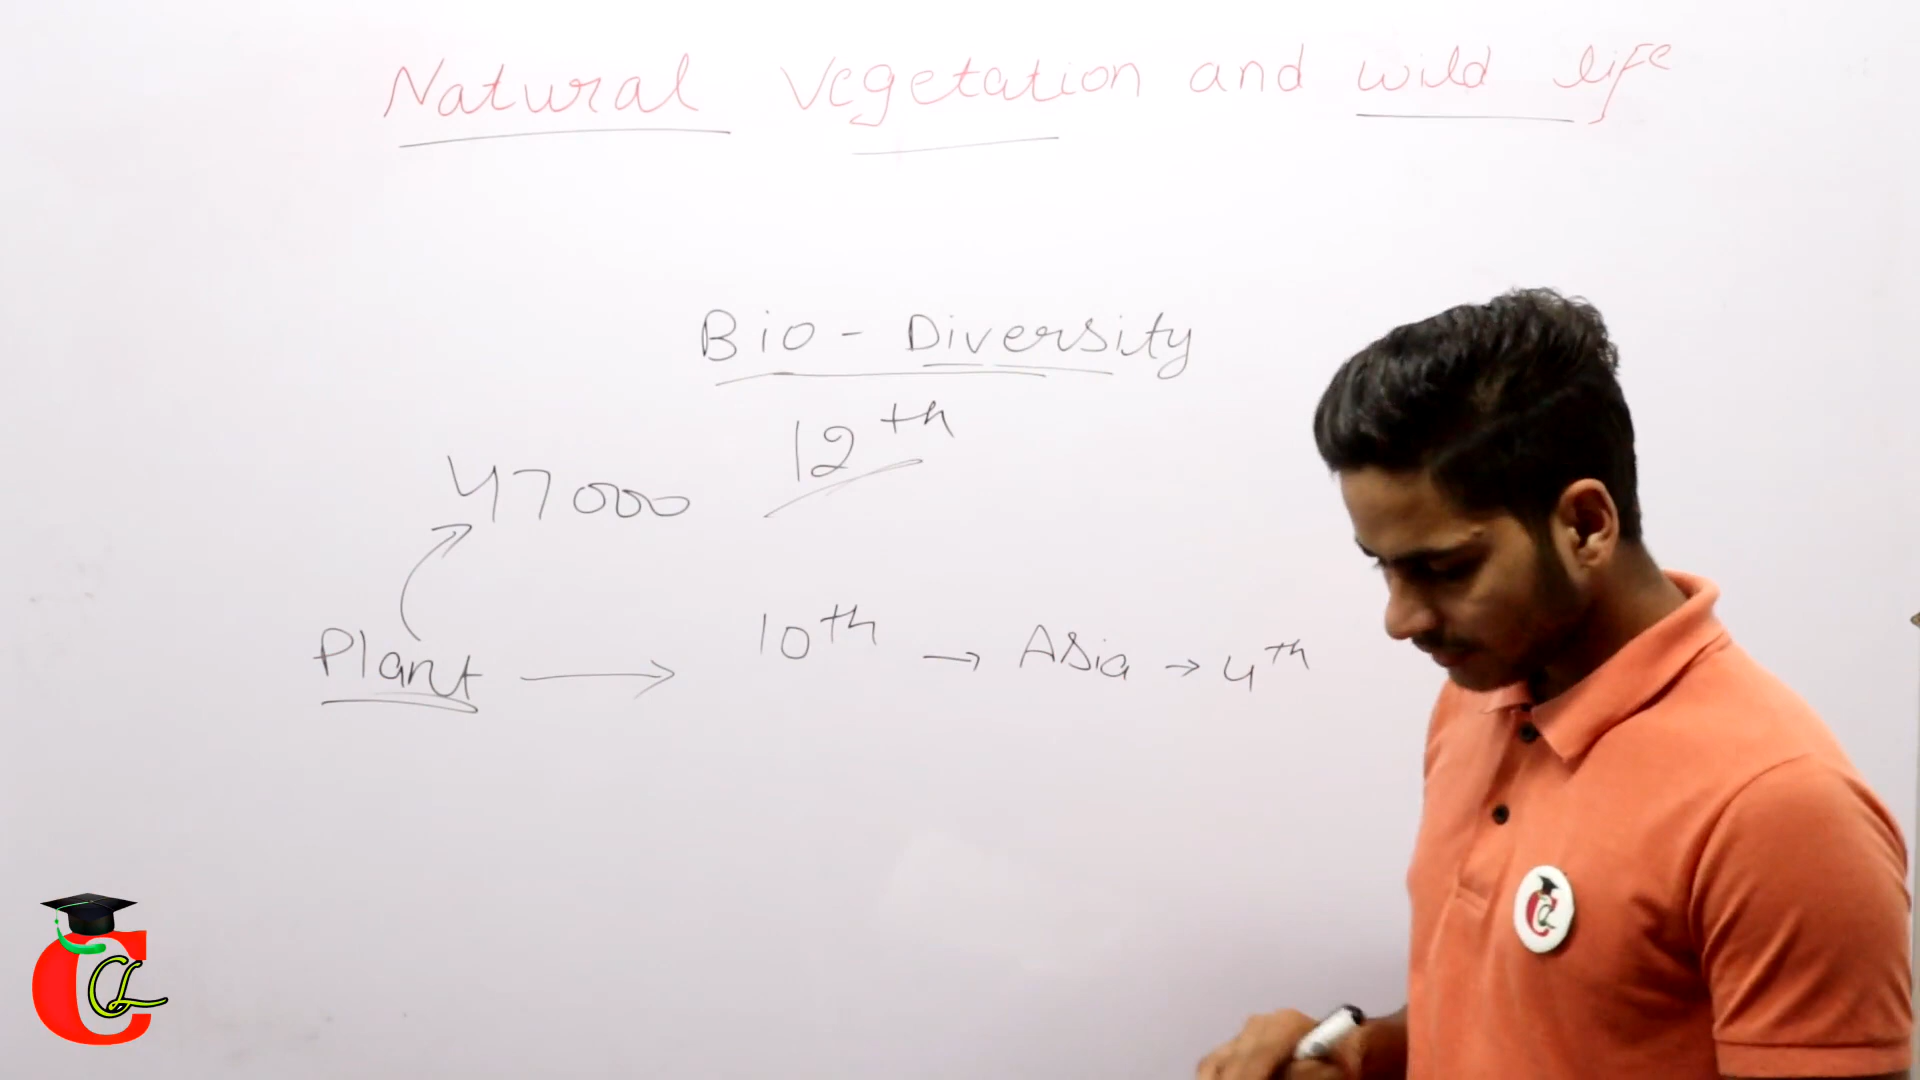 Natural Vegetation and wild life
Bio - Diversity
12th
47000
Plant → 10th → Asia → 4th